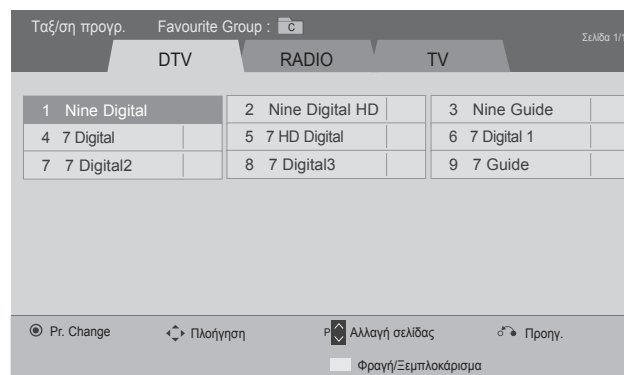 Ταξ/ση προγρ. Favourite Group : C
Σελίδα 1/1
DTV RADIO TV
1 Nine Digital 2 Nine Digital HD 3 Nine Guide
4 7 Digital 5 7 HD Digital 6 7 Digital 1
7 7 Digital2 8 7 Digital3 9 7 Guide
Pr. Change Πλοήγηση P Αλλαγή σελίδας Προηγ.
Φραγή/Ξεμπλοκάρισμα